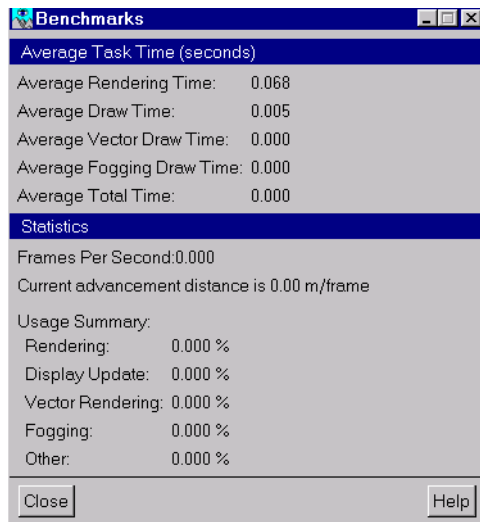 Benchmarks
Average Task Time (seconds)
Average Rendering Time: 0.068
Average Draw Time: 0.005
Average Vector Draw Time: 0.000
Average Fogging Draw Time: 0.000
Average Total Time: 0.000
Statistics
Frames Per Second:0.000
Current advancement distance is 0.00 m/frame
Usage Summary:
Rendering: 0.000 %
Display Update: 0.000 %
Vector Rendering: 0.000 %
Fogging: 0.000 %
Other: 0.000 %
Close Help